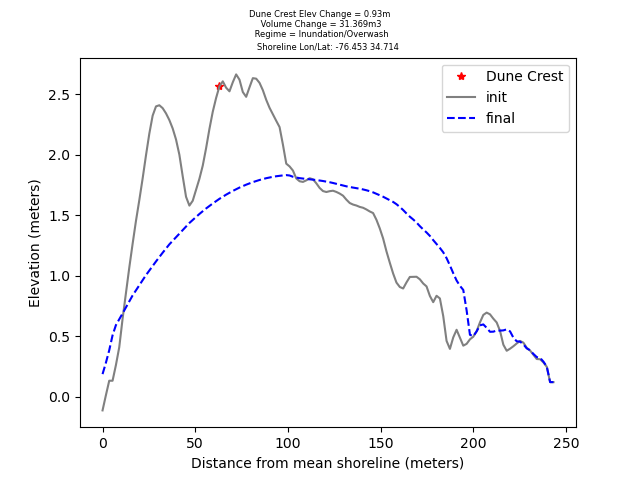 Dune Crest Elev Change = 0.93m
Volume Change = 31.369m3
Regime = Inundation/Overwash
Shoreline Lon/Lat: -76.453 34.714
Dune Crest
init
final
Elevation (meters)
2.5
2.0
1.5
1.0
0.5
0.0
0 50 100 150 200 250
Distance from mean shoreline (meters)